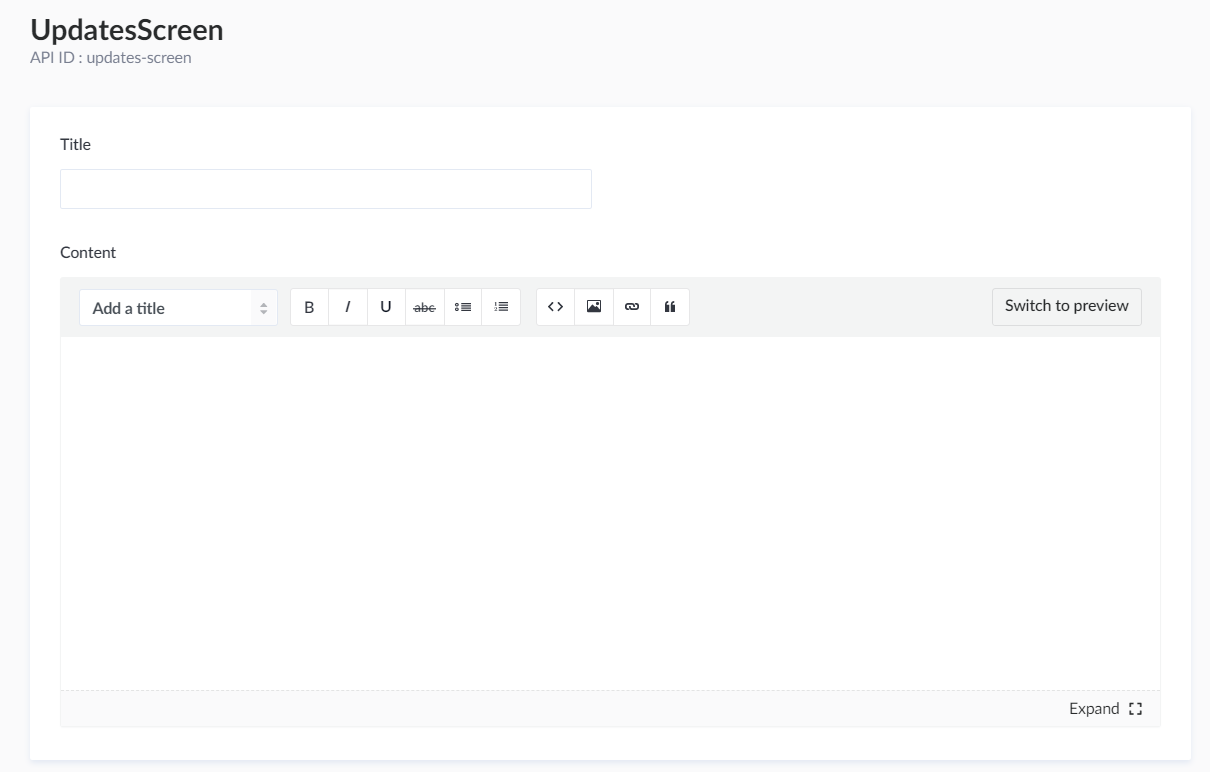 UpdatesScreen
API ID : updates-screen
Title
Content
Add a title
B I U abc
Switch to preview
Expand